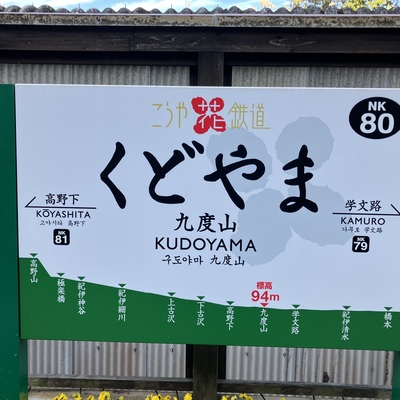 こうや花鉄道
NK
80
くどやま
九度山
KUDOYAMA
구도야마 九度山
高野下
KŌYASHITA
고야시타 高野下
NK
81
学文路
KAMURO
가무로 学文路
NK
79
標高
94m
高野山
極楽橋
紀伊神谷
紀伊細川
上古沢
下古沢
高野下
九度山
学文路
紀伊清水
橋本